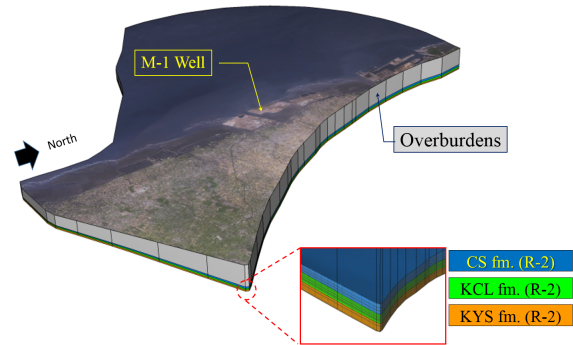 M-1 Well
North
Overburdens
CS fm. (R-2)
KCL fm. (R-2)
KYS fm. (R-2)